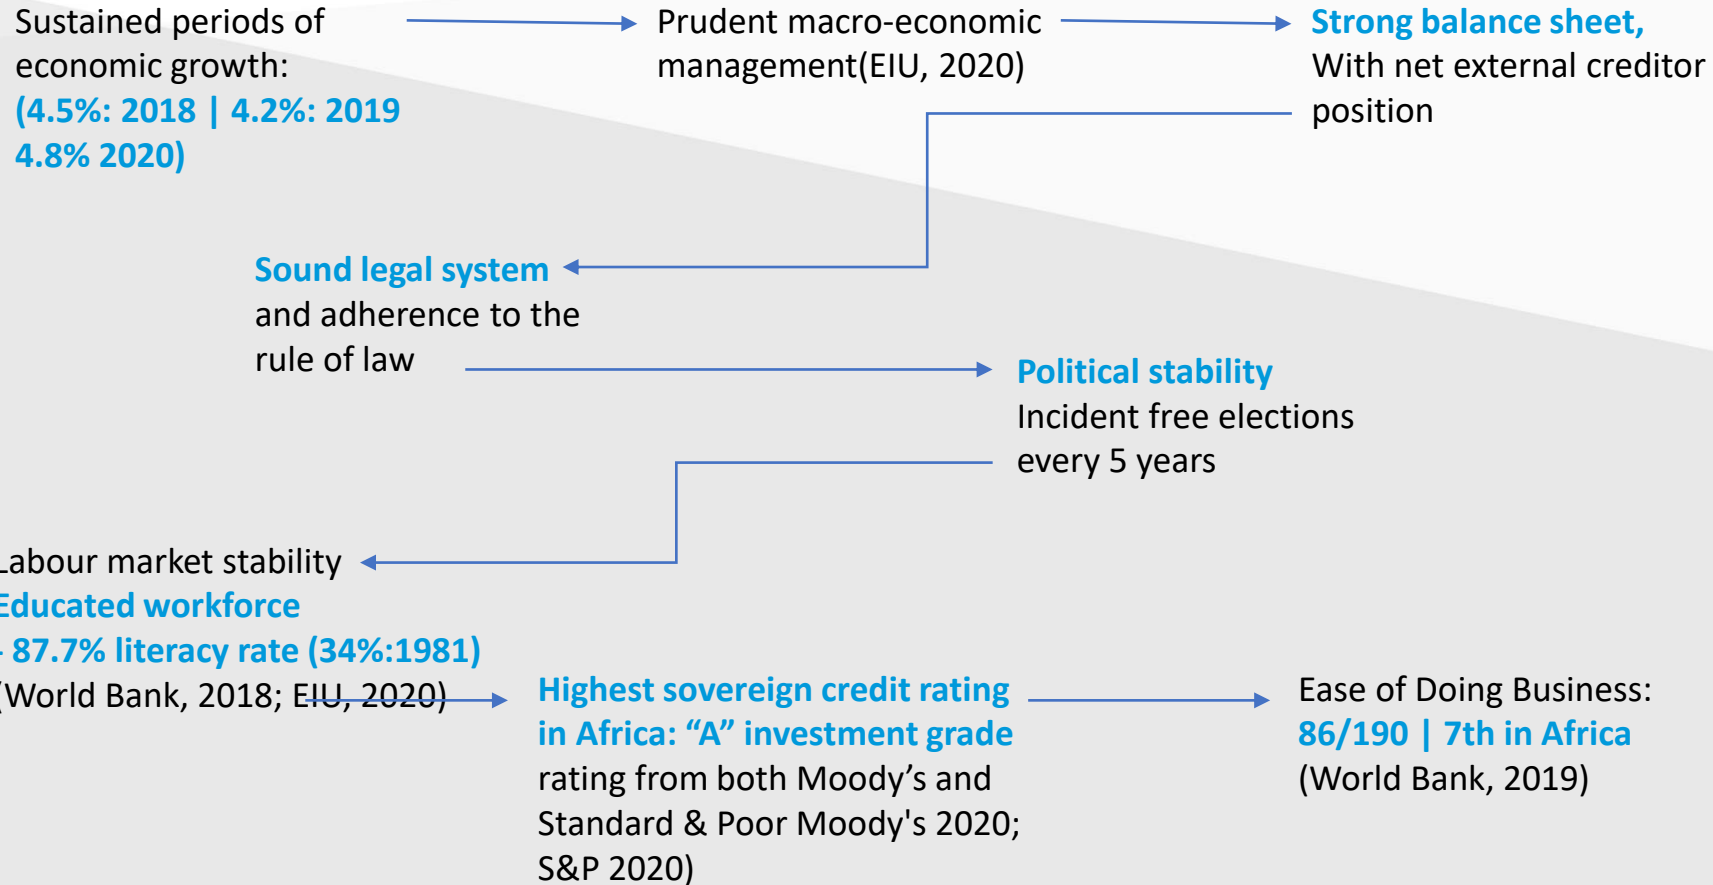 Sustained periods of
economic growth:
(4.5%: 2018 | 4.2%: 2019
4.8% 2020)
Prudent macro-economic
management(EIU, 2020)
Strong balance sheet,
With net external creditor
position
Sound legal system
and adherence to the
rule of law
Political stability
Incident free elections
every 5 years
Labour market stability
Educated workforce
- 87.7% literacy rate (34%:1981)
(World Bank, 2018; EIU, 2020)
Highest sovereign credit rating
in Africa: “A” investment grade
rating from both Moody’s and
Standard & Poor Moody's 2020;
S&P 2020)
Ease of Doing Business:
86/190 | 7th in Africa
(World Bank, 2019)